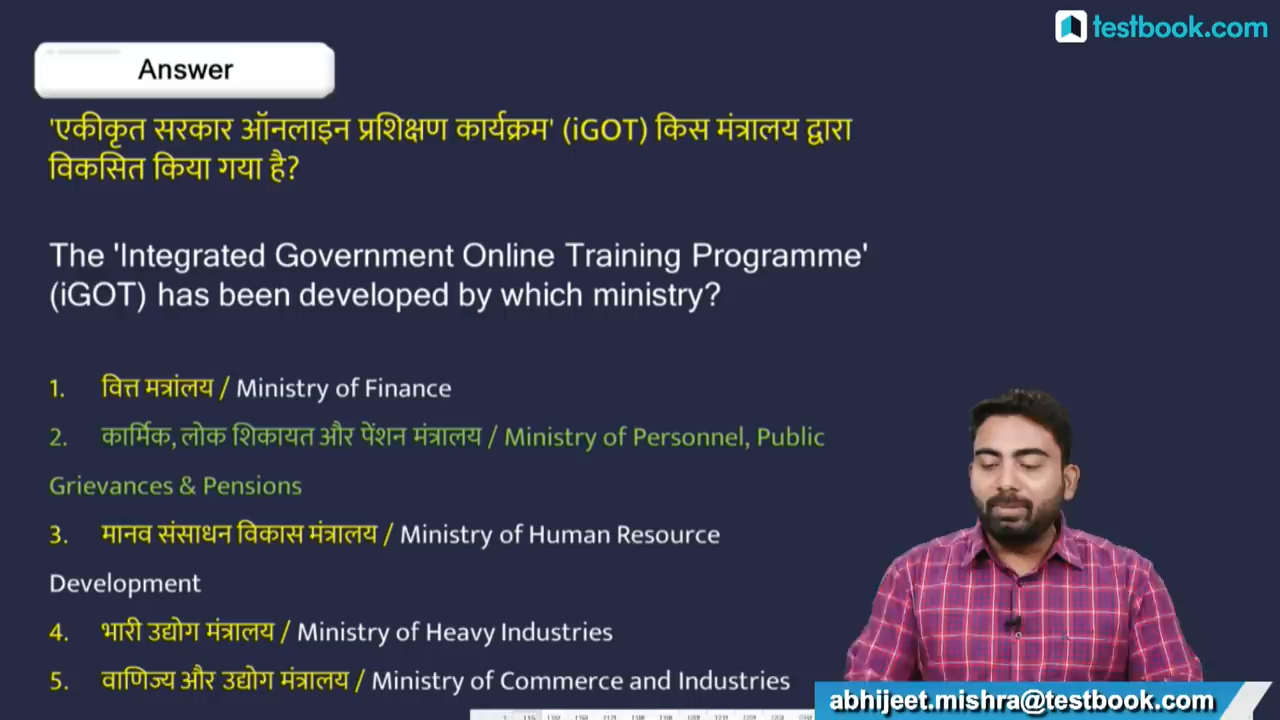 testbook.com
Answer
'एकीकृत सरकार ऑनलाइन प्रशिक्षण कार्यक्रम' (iGOT) किस मंत्रालय द्वारा
विकसित किया गया है?
The 'Integrated Government Online Training Programme'
(iGOT) has been developed by which ministry?
1. वित्त मत्रांलय / Ministry of Finance
2. कार्मिक, लोक शिकायत और पेंशन मंत्रालय / Ministry of Personnel, Public
Grievances & Pensions
3. मानव संसाधन विकास मंत्रालय / Ministry of Human Resource
Development
4. भारी उद्योग मंत्रालय / Ministry of Heavy Industries
5. वाणिज्य और उद्योग मंत्रालय / Ministry of Commerce and Industries
abhijeet.mishra@testbook.com